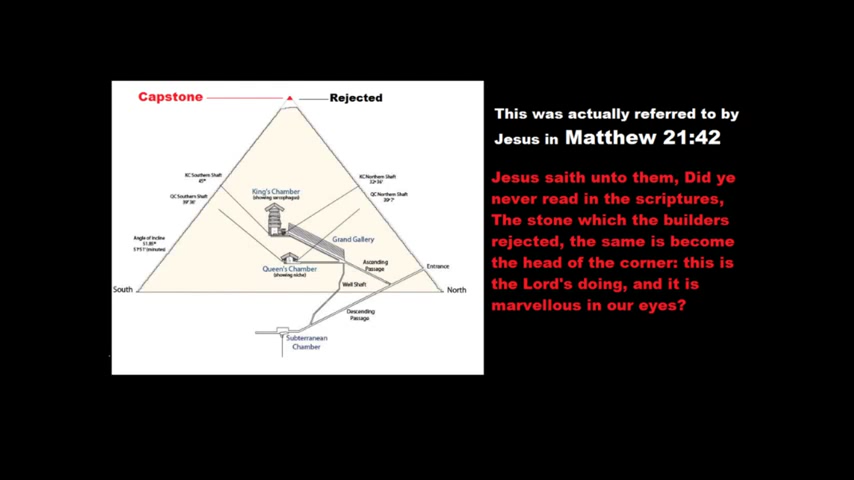 Capstone
Rejected
This was actually referred to by
Jesus in Matthew 21:42
Jesus saith unto them, Did ye
never read in the scriptures,
The stone which the builders
rejected, the same is become
the head of the corner: this is
the Lord's doing, and it is
marvellous in our eyes?
KC Southern Shaft
45°
KC Northern Shaft
QC Southern Shaft
QC Northern Shaft
King's Chamber
(showing sarcophagus)
Angle of Incline
Grand Gallery
Queen's Chamber
(showing niche)
Ascending
Passage
Entrance
Well Shaft
South
North
Descending
Passage
Subterranean
Chamber